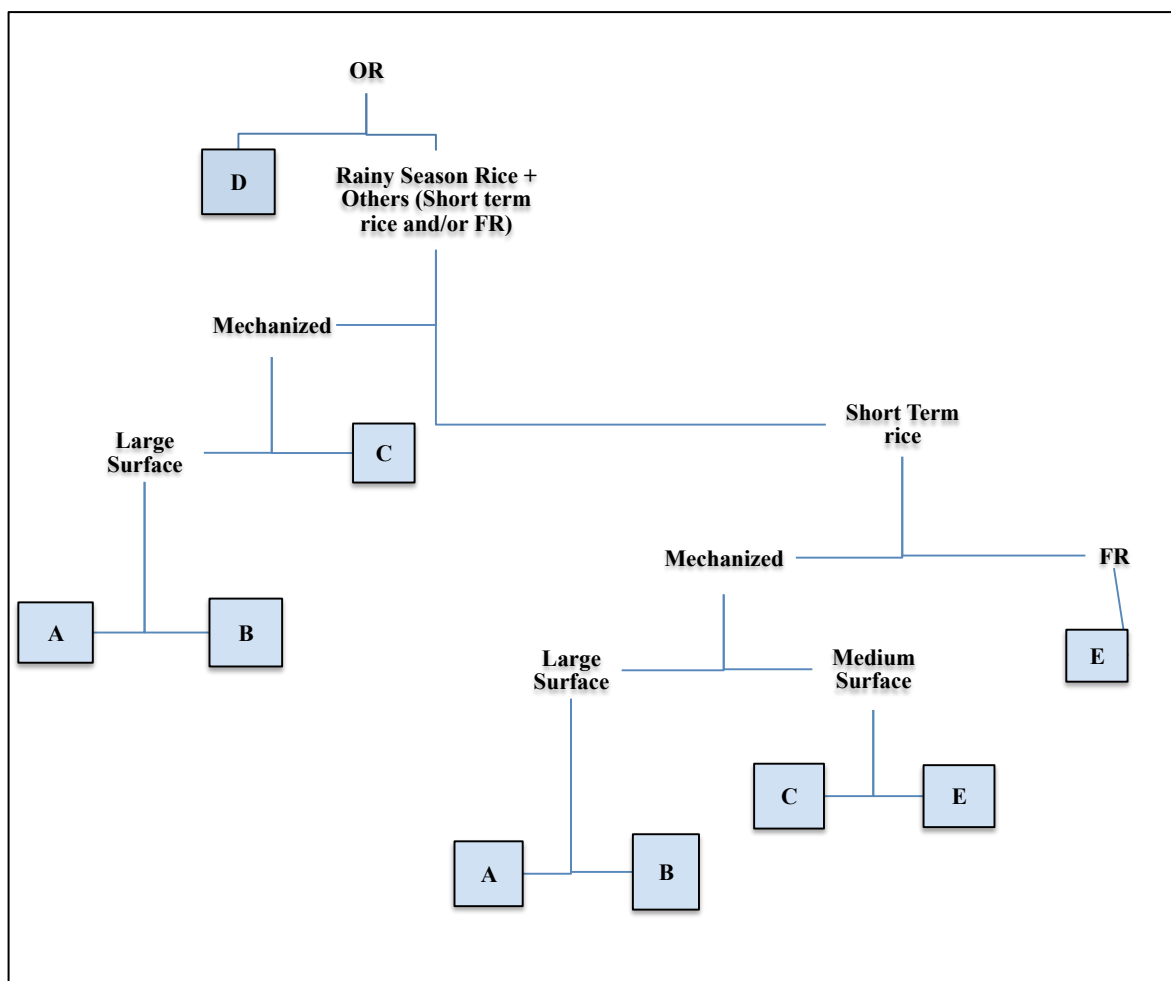 OR
D
Rainy Season Rice +
Others (Short term
rice and/or FR)
Mechanized
Short Term
rice
Large
Surface
C
Mechanized
FR
A
B
E
Large
Surface
Medium
Surface
C
E
A
B